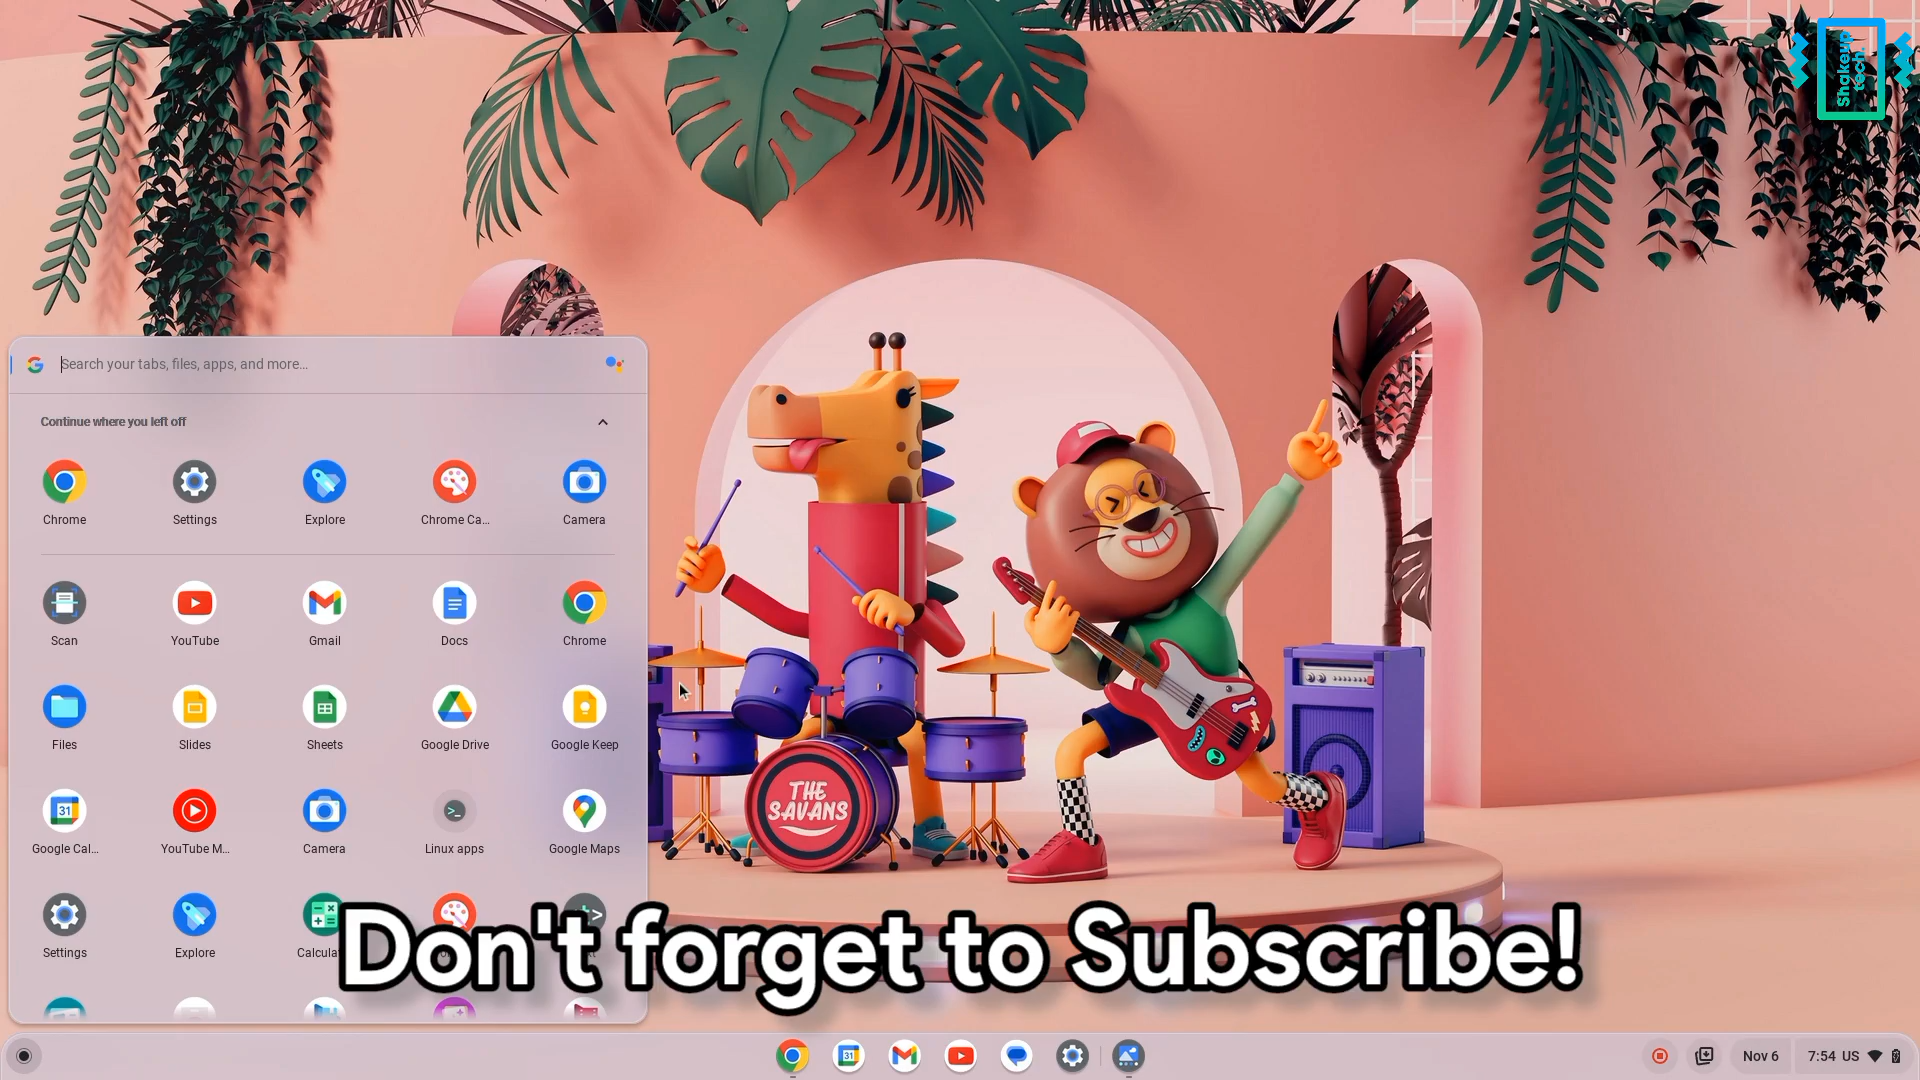 Shakeup
tech.
Search your tabs, files, apps, and more...
Continue where you left off
Chrome
Settings
Explore
Chrome Ca...
Camera
Scan
YouTube
Gmail
Docs
Chrome
Files
Slides
Sheets
Google Drive
Google Keep
Google Cal...
YouTube M...
Camera
Linux apps
Google Maps
Settings
Explore
THE
SAVANS
Don't forget to Subscribe!
31
31
Nov 6
7:54 US